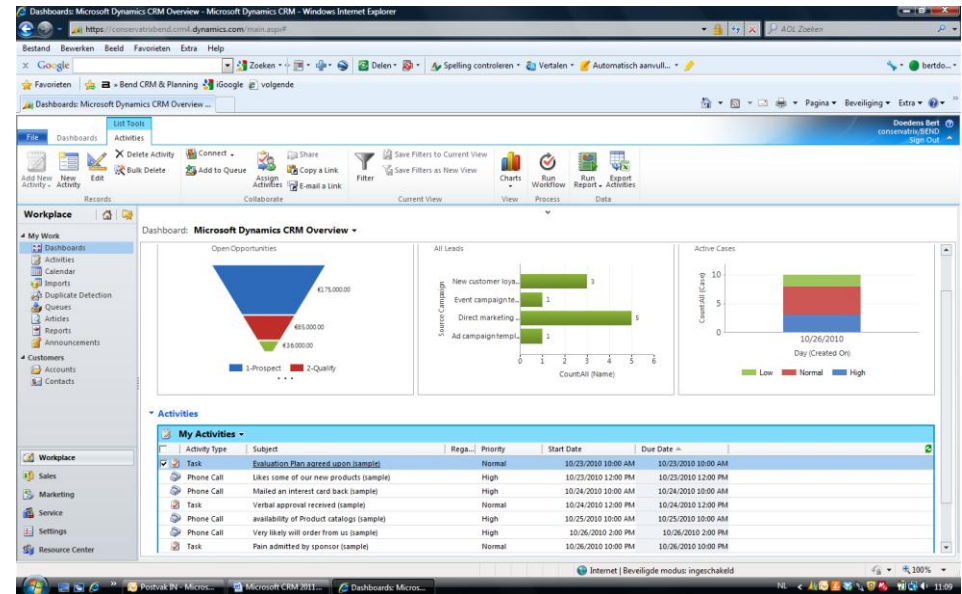 Dashboards: Microsoft Dynamics CRM Overview - Microsoft Dynamics CRM - Windows Internet Explorer
https://conservatrixbend.crm4.dynamics.com/main.aspx#
AOL Zoeken
Bestand Bewerken Beeld Favorieten Extra Help
x Google Zoeken Delen Spelling controleren Vertalen Automatisch aanvull... bertdo...
Favorieten Bend CRM & Planning iGoogle volgende
Dashboards: Microsoft Dynamics CRM Overview ... Pagina Beveiliging Extra
List Tools
File Dashboards Activities
Doedens Bert
conservatrix/BEND
Sign Out
Add New Activity
New Activity
Edit
Delete Activity
Bulk Delete
Records
Connect
Add to Queue
Assign Activities
Share
Copy a Link
E-mail a Link
Collaborate
Filter
Save Filters to Current View
Save Filters as New View
Current View
Charts
View
Run Workflow
Process
Run Report
Export Activities
Data
Workplace
My Work
Dashboards
Activities
Calendar
Imports
Duplicate Detection
Queues
Articles
Reports
Announcements
Customers
Accounts
Contacts
Workplace
Sales
Marketing
Service
Settings
Resource Center
Dashboard: Microsoft Dynamics CRM Overview
Open Opportunities
€175.000.00
€85.000.00
€36.000.00
1-Prospect 2-Qualify
All Leads
Source Campaign
New customer loya... 3
Event campaign te... 1
Direct marketing ... 5
Ad campaign templ... 1
0 1 2 3 4 5 6
Count:All (Name)
Active Cases
Count:All (Case)
10
5
0
10/26/2010
Day (Created On)
Low Normal High
Activities
My Activities
Activity Type Subject Rega... Priority Start Date Due Date
Task Evaluation Plan agreed upon (sample) Normal 10/23/2010 10:00 AM 10/23/2010 10:00 AM
Phone Call Likes some of our new products (sample) High 10/23/2010 12:00 PM 10/23/2010 12:00 PM
Phone Call Mailed an interest card back (sample) High 10/24/2010 10:00 AM 10/24/2010 10:00 AM
Task Verbal approval received (sample) Normal 10/24/2010 12:00 PM 10/24/2010 12:00 PM
Phone Call availability of Product catalogs (sample) High 10/25/2010 10:00 AM 10/25/2010 10:00 AM
Phone Call Very likely will order from us (sample) High 10/26/2010 2:00 PM 10/26/2010 2:00 PM
Task Pain admitted by sponsor (sample) Normal 10/26/2010 10:00 PM 10/26/2010 10:00 PM
Internet | Beveiligde modus: ingeschakeld 100%
Postvak IN - Micros... Microsoft CRM 2011 ... Dashboards: Micros... NL 11:09